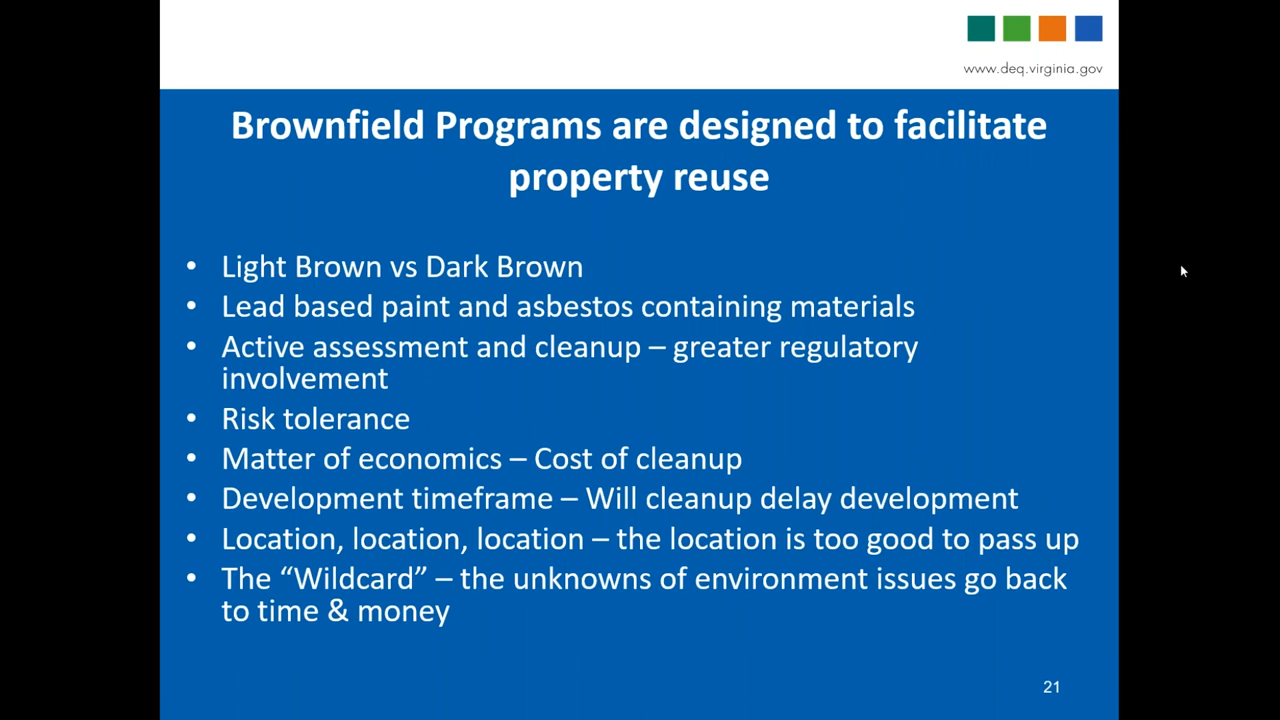 www.deq.virginia.gov
Brownfield Programs are designed to facilitate
property reuse
• Light Brown vs Dark Brown
• Lead based paint and asbestos containing materials
• Active assessment and cleanup – greater regulatory
involvement
• Risk tolerance
• Matter of economics – Cost of cleanup
• Development timeframe – Will cleanup delay development
• Location, location, location – the location is too good to pass up
• The “Wildcard” – the unknowns of environment issues go back
to time & money
21